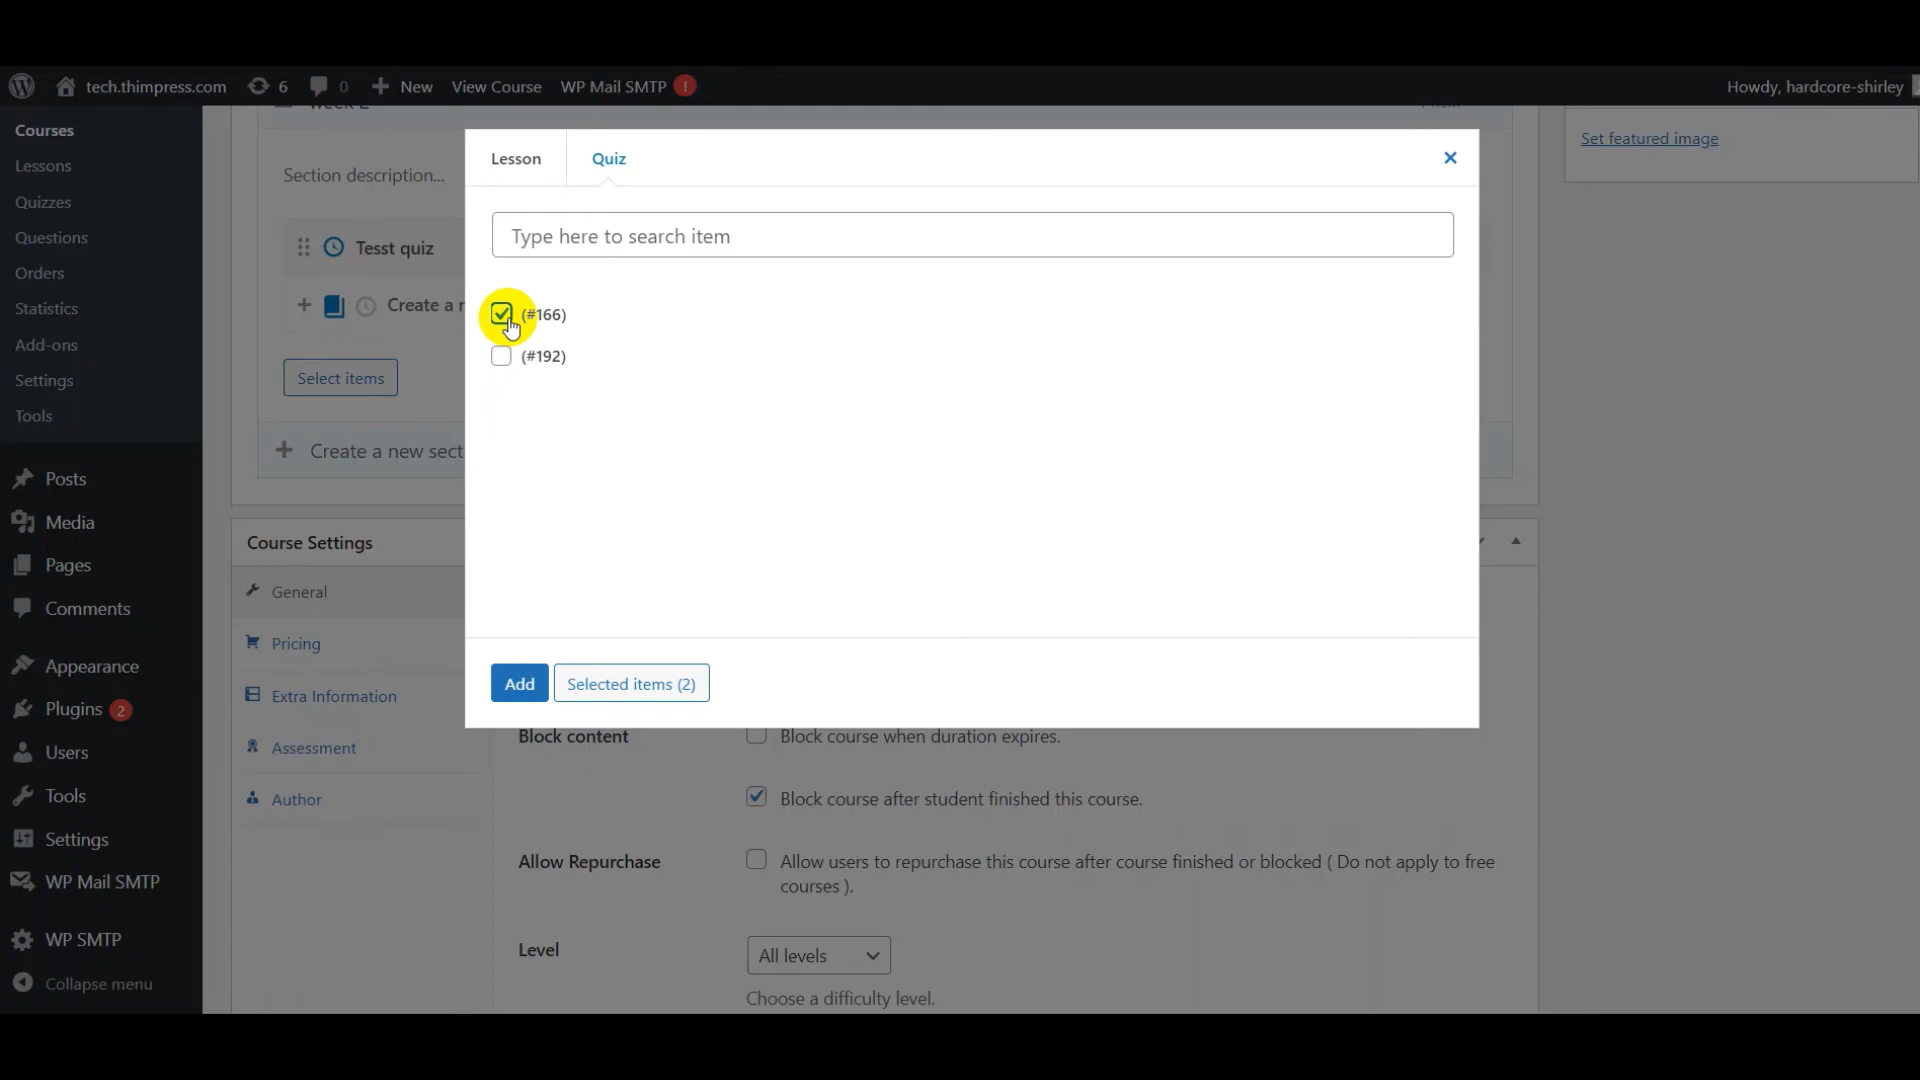 tech.thimpress.com 6 0 New View Course WP Mail SMTP ! Howdy, hardcore-shirley
Courses
Lessons
Quizzes
Questions
Orders
Statistics
Add-ons
Settings
Tools
Posts
Media
Pages
Comments
Appearance
Plugins 2
Users
Tools
Settings
WP Mail SMTP
WP SMTP
Collapse menu
week 2
Section description...
Tesst quiz
Create a n
Select items
Create a new sect
Lesson Quiz
Type here to search item
(#166)
(#192)
Add Selected items (2)
Set featured image
Course Settings
General
Pricing
Extra Information
Assessment
Author
Block content Block course when duration expires.
Block course after student finished this course.
Allow Repurchase Allow users to repurchase this course after course finished or blocked ( Do not apply to free
courses ).
Level All levels
Choose a difficulty level.